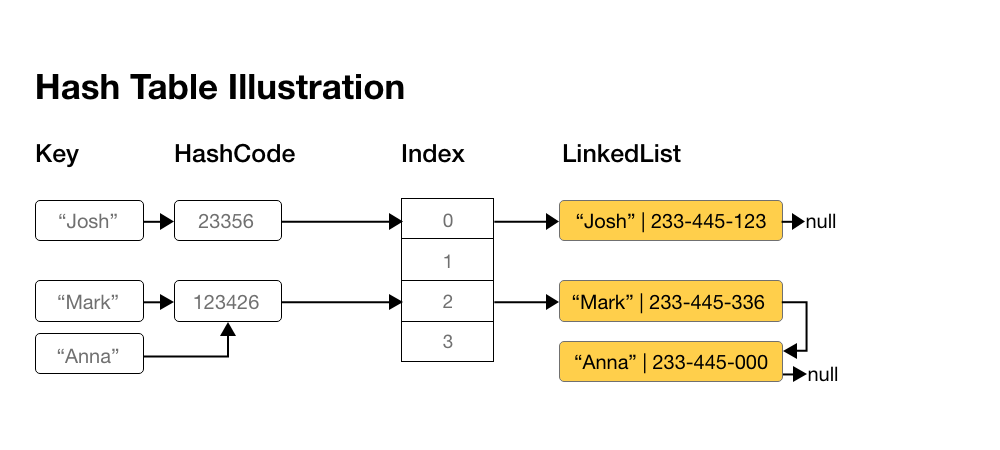 Hash Table Illustration
Key HashCode Index LinkedList
“Josh” 23356 0 “Josh” | 233-445-123 null
1
“Mark” 123426 2 “Mark” | 233-445-336
3
“Anna” “Anna” | 233-445-000
null